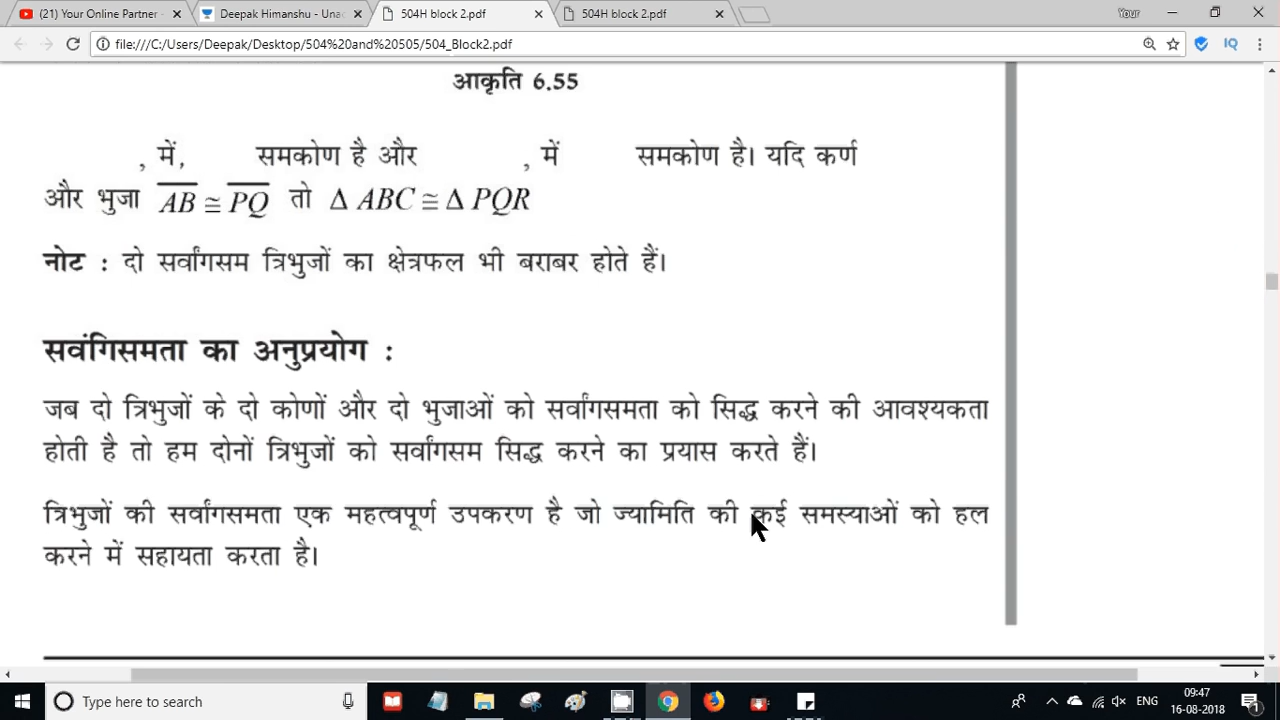 (21) Your Online Partner -
Deepak Himanshu - Unac
504H block 2.pdf
504H block 2.pdf
Your
file:///C:/Users/Deepak/Desktop/504%20and%20505/504_Block2.pdf
IQ
आकृति 6.55
, में, समकोण है और , में समकोण है। यदि कर्ण
और भुजा AB ≅ PQ तो Δ ABC ≅ Δ PQR
नोट : दो सर्वांगसम त्रिभुजों का क्षेत्रफल भी बराबर होते हैं।
सवंगिसमता का अनुप्रयोग :
जब दो त्रिभुजों के दो कोणों और दो भुजाओं को सर्वांगसमता को सिद्ध करने की आवश्यकता
होती है तो हम दोनों त्रिभुजों को सर्वांगसम सिद्ध करने का प्रयास करते हैं।
त्रिभुजों की सर्वांगसमता एक महत्वपूर्ण उपकरण है जो ज्यामिति की कई समस्याओं को हल
करने में सहायता करता है।
Type here to search
ENG
09:47
16-08-2018
1